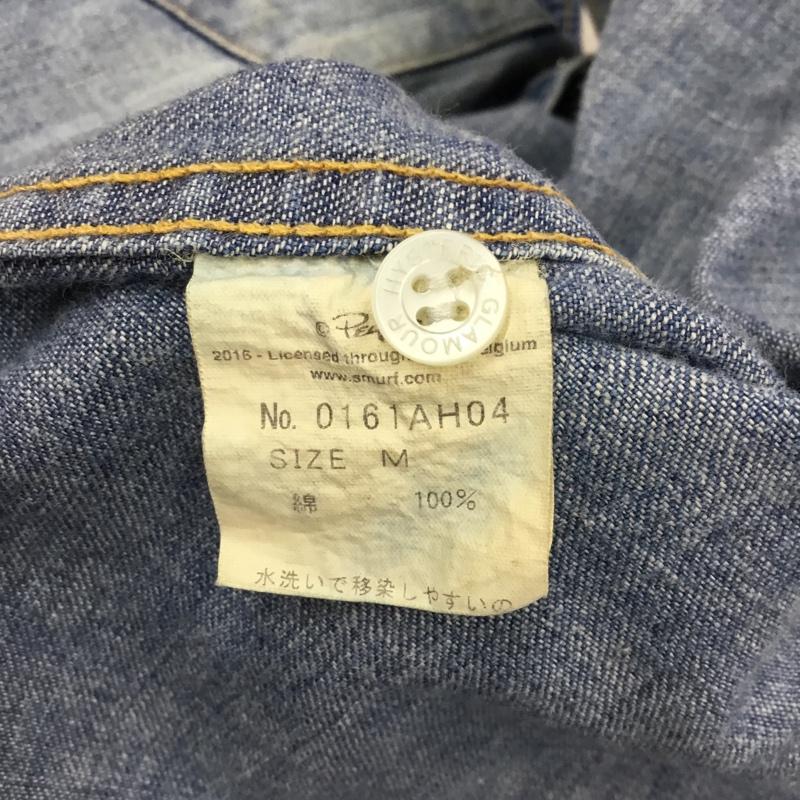 HYSTERIC GLAMOUR
©
2016 - Licensed through elgium
www.smurf.com
No. 0161AH04
SIZE M
綿 100%
水洗いで移染しやすいの